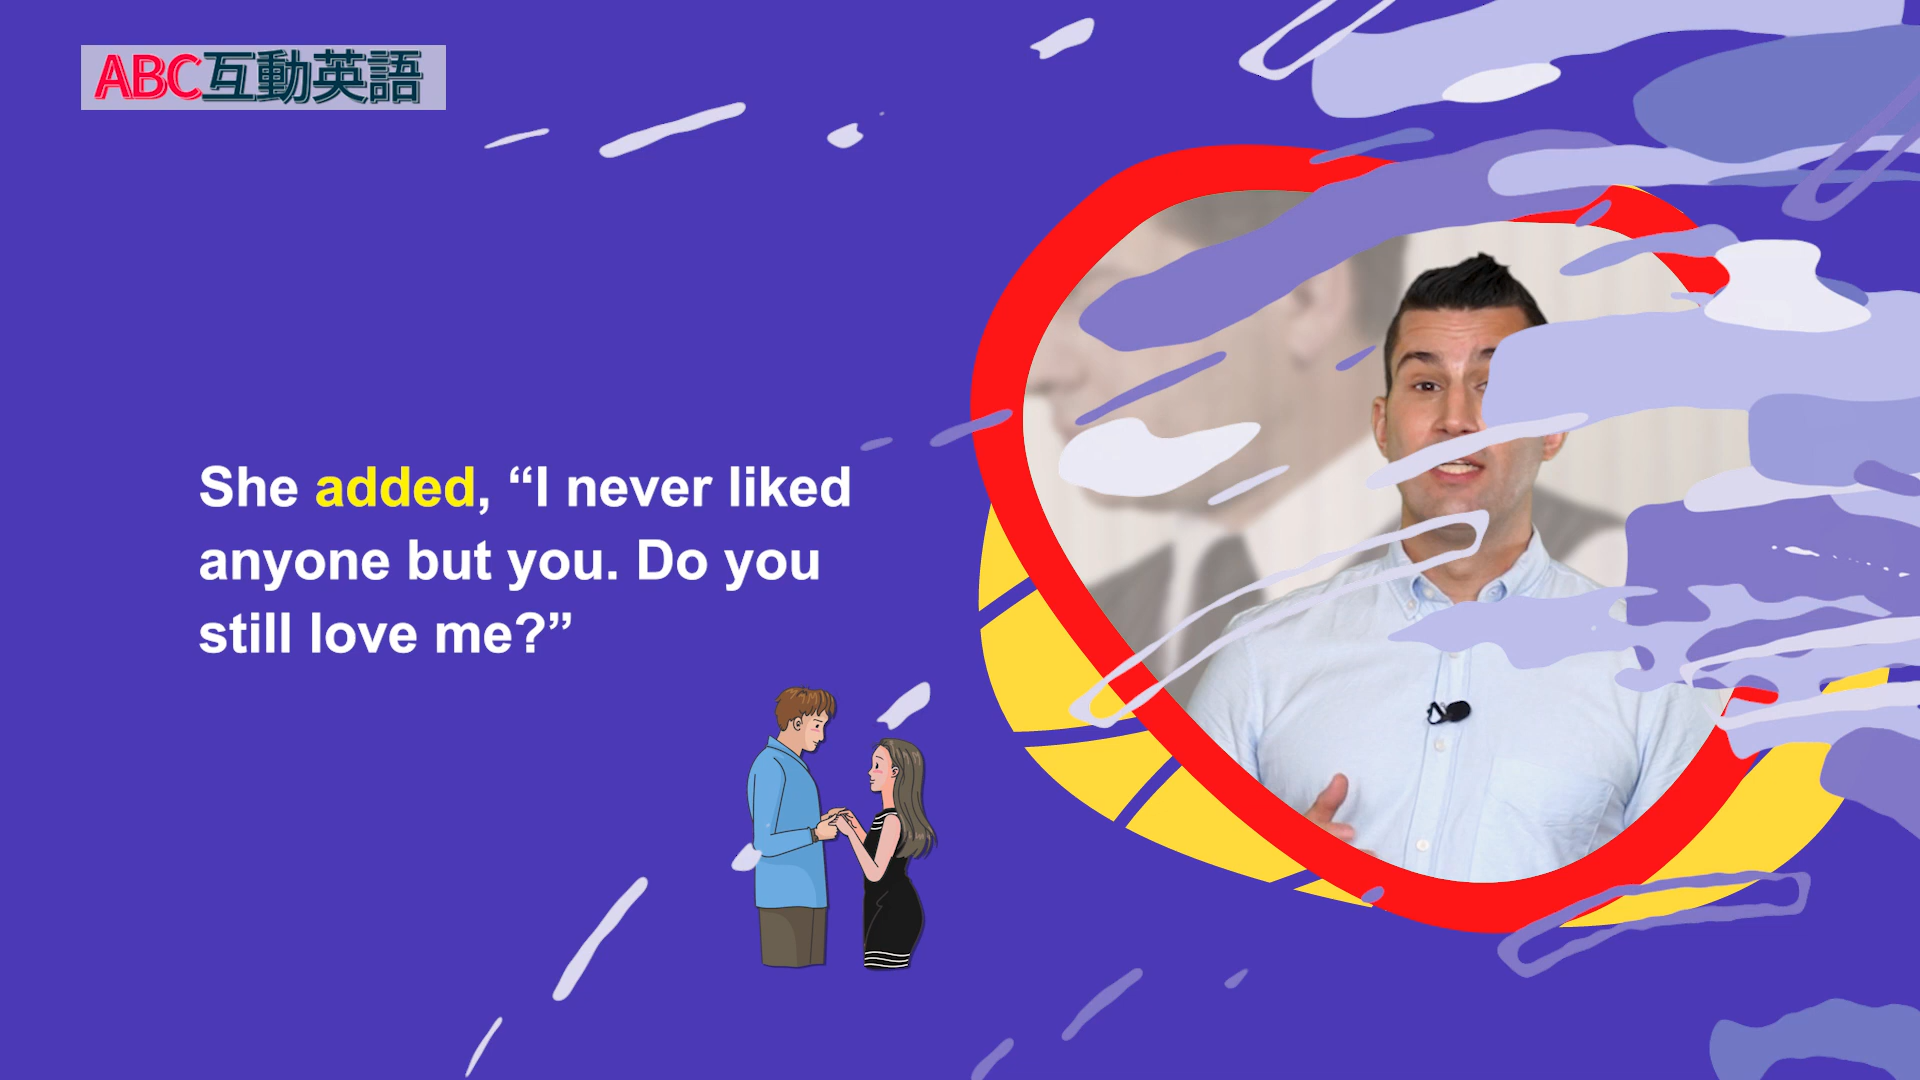 ABC互動英語
She added, “I never liked
anyone but you. Do you
still love me?”